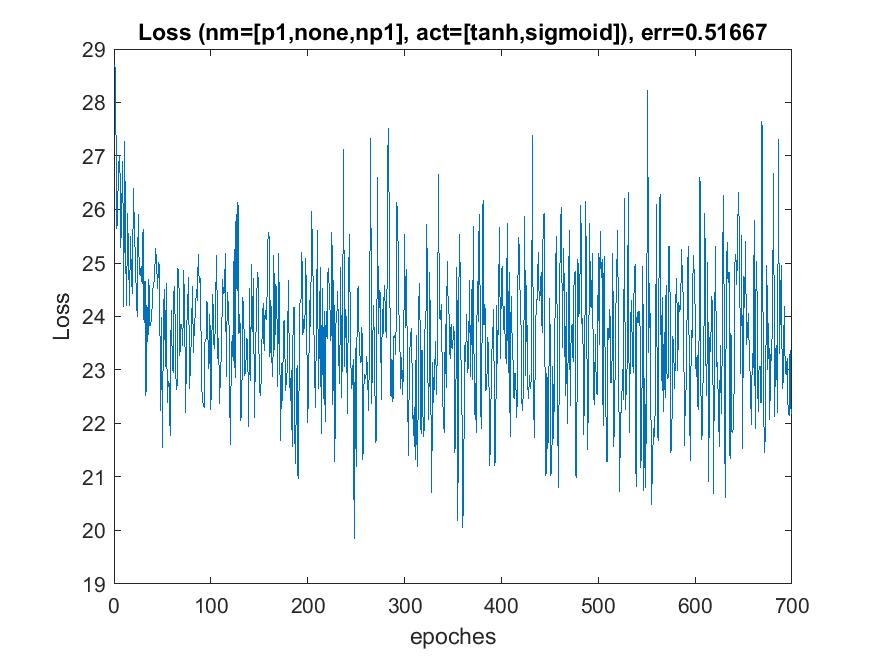 Loss (nm=[p1,none,np1], act=[tanh,sigmoid]), err=0.51667
29
28
27
26
25
24
23
22
21
20
19
Loss
0 100 200 300 400 500 600 700
epoches